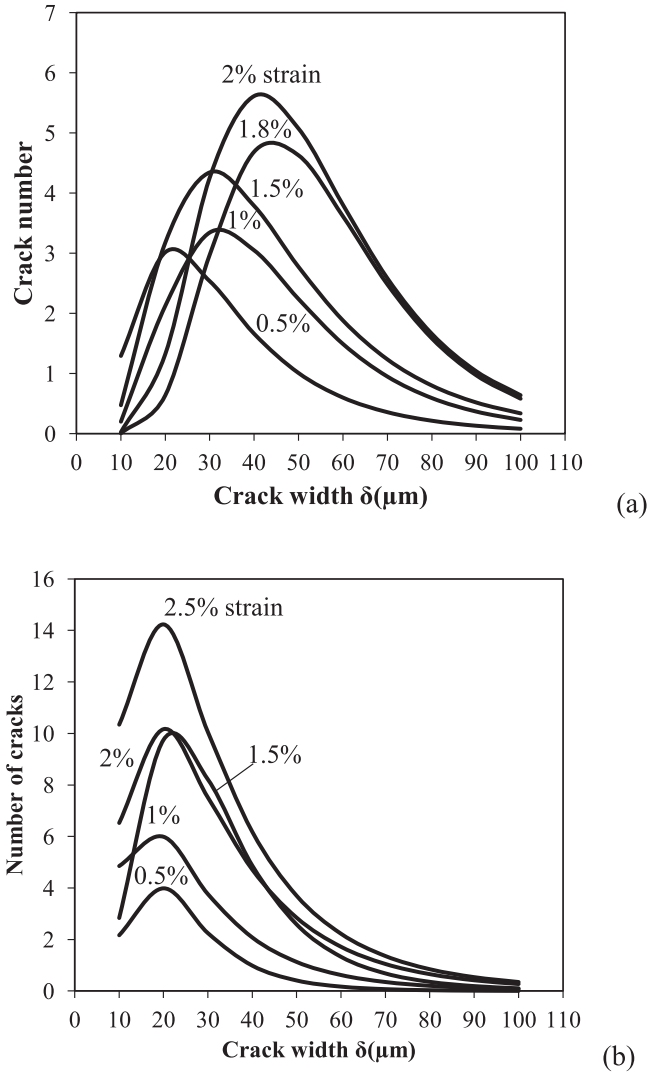 7
6
5
4
3
2
1
0
Crack number
2% strain
1.8%
1.5%
1%
0.5%
0 10 20 30 40 50 60 70 80 90 100 110
Crack width δ(μm)
(a)
16
14
12
10
8
6
4
2
0
Number of cracks
2.5% strain
2%
1.5%
1%
0.5%
0 10 20 30 40 50 60 70 80 90 100 110
Crack width δ(μm)
(b)